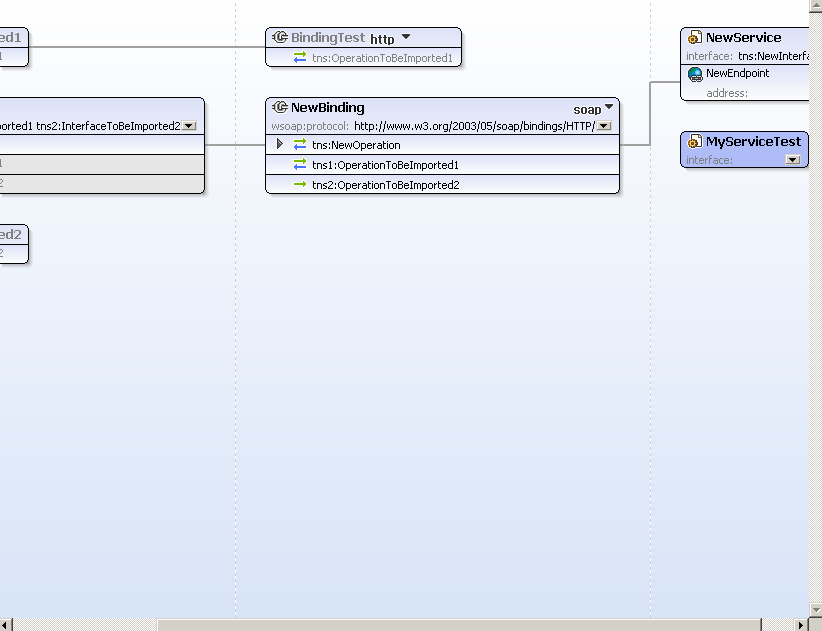 ed1
1
BindingTest http
tns:OperationToBeImported1
NewService
interface: tns:NewInterfa
NewEndpoint
address:
orted1 tns2:InterfaceToBeImported2
1
2
NewBinding soap
wsoap:protocol: http://www.w3.org/2003/05/soap/bindings/HTTP/
tns:NewOperation
tns1:OperationToBeImported1
tns2:OperationToBeImported2
MyServiceTest
interface:
ed2
2